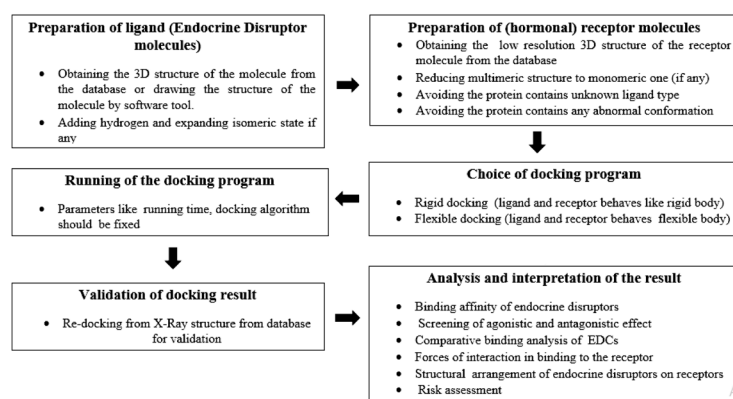 Preparation of ligand (Endocrine Disruptor
molecules)
• Obtaining the 3D structure of the molecule from
the database or drawing the structure of the
molecule by software tool.
• Adding hydrogen and expanding isomeric state if
any
Preparation of (hormonal) receptor molecules
• Obtaining the low resolution 3D structure of the receptor
molecule from the database
• Reducing multimeric structure to monomeric one (if any)
• Avoiding the protein contains unknown ligand type
• Avoiding the protein contains any abnormal conformation
Choice of docking program
• Rigid docking (ligand and receptor behaves like rigid body)
• Flexible docking (ligand and receptor behaves flexible body)
Running of the docking program
• Parameters like running time, docking algorithm
should be fixed
Validation of docking result
• Re-docking from X-Ray structure from database
for validation
Analysis and interpretation of the result
• Binding affinity of endocrine disruptors
• Screening of agonistic and antagonistic effect
• Comparative binding analysis of EDCs
• Forces of interaction in binding to the receptor
• Structural arrangement of endocrine disruptors on receptors
• Risk assessment